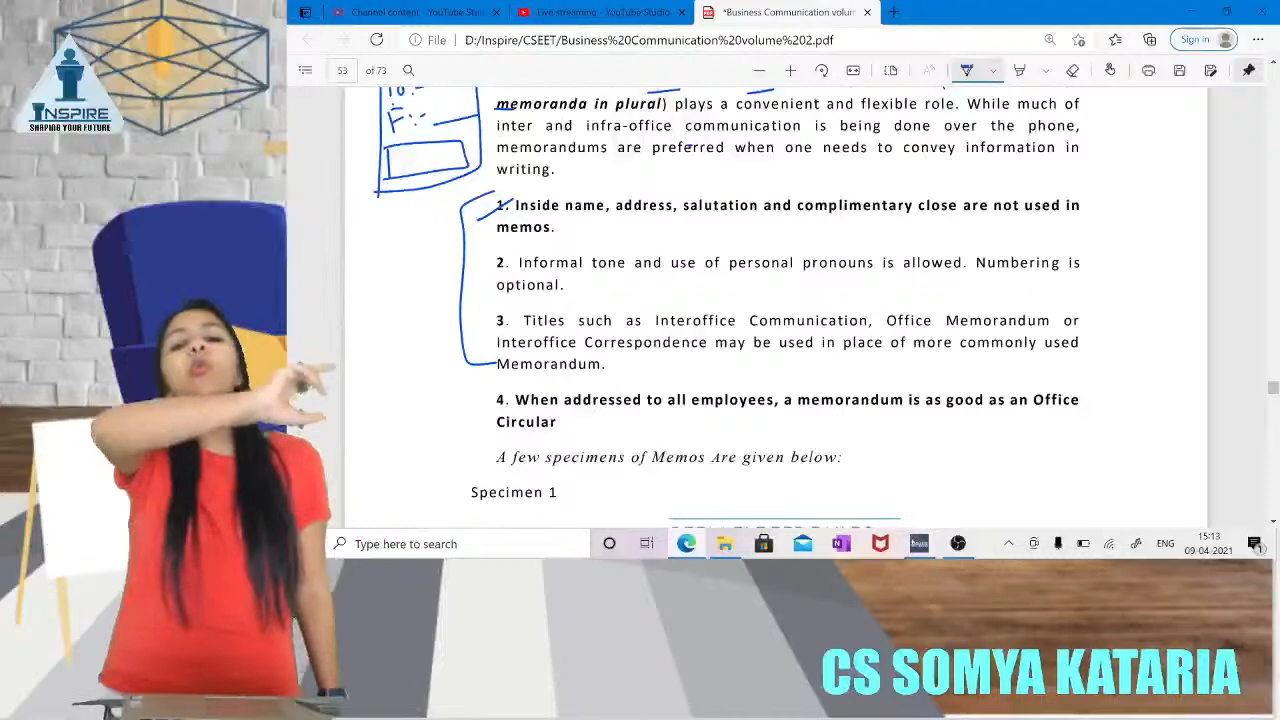 Channel content - YouTube Stu
Live streaming - YouTube Studio
*Business Communication volum
File
D:/Inspire/CSEET/Business%20Communication%20volume%202.pdf
Sign in
53 of 73
INSPIRE
SHAPING YOUR FUTURE
To:-
F:-
memoranda in plural) plays a convenient and flexible role. While much of
inter and infra-office communication is being done over the phone,
memorandums are preferred when one needs to convey information in
writing.
1. Inside name, address, salutation and complimentary close are not used in
memos.
2. Informal tone and use of personal pronouns is allowed. Numbering is
optional.
3. Titles such as Interoffice Communication, Office Memorandum or
Interoffice Correspondence may be used in place of more commonly used
Memorandum.
4. When addressed to all employees, a memorandum is as good as an Office
Circular
A few specimens of Memos Are given below:
Specimen 1
Type here to search
ENG
15:13
09-04-2021
CS SOMYA KATARIA